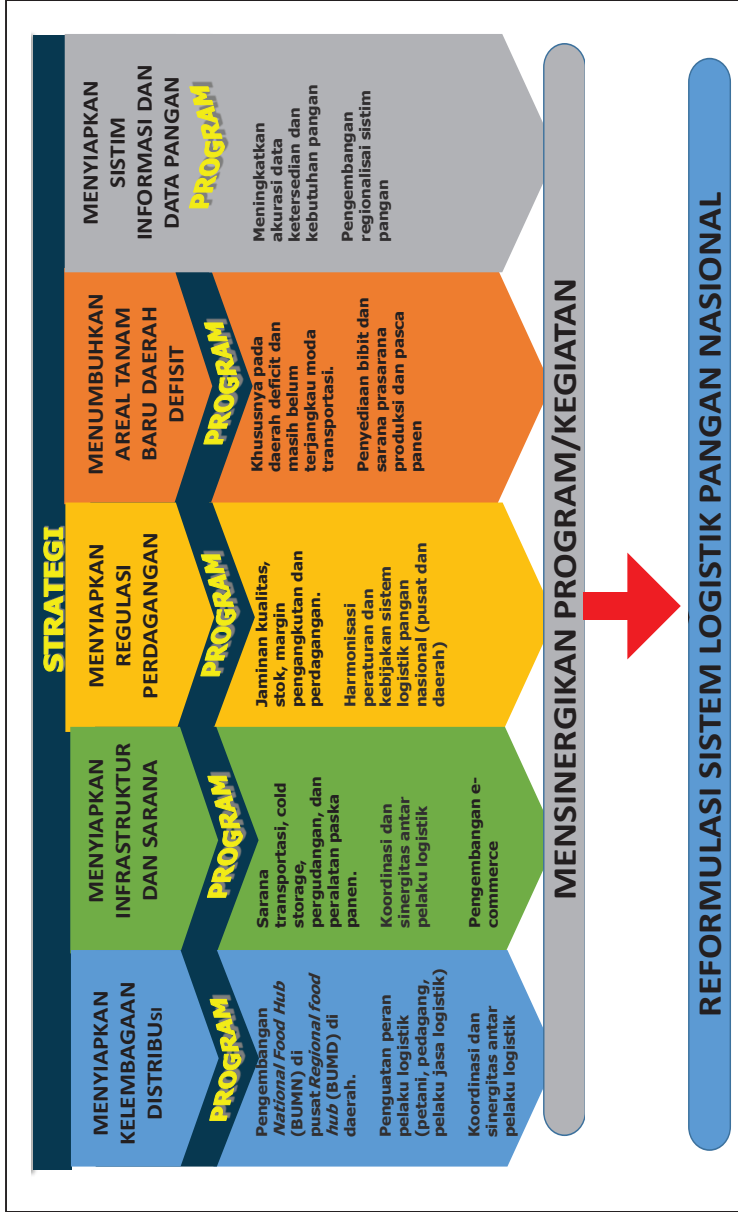 STRATEGI
MENYIAPKAN
KELEMBAGAAN
DISTRIBUSI
PROGRAM
Pengembangan
National Food Hub
(BUMN) di
pusat Regional food
hub (BUMD) di
daerah.
Penguatan peran
pelaku logistik
(petani, pedagang,
pelaku jasa logistik)
Koordinasi dan
sinergitas antar
pelaku logistik
MENYIAPKAN
INFRASTRUKTUR
DAN SARANA
PROGRAM
Sarana
transportasi, cold
storage,
pergudangan, dan
peralatan paska
panen.
Koordinasi dan
sinergitas antar
pelaku logistik
Pengembangan e-
commerce
MENYIAPKAN
REGULASI
PERDAGANGAN
PROGRAM
Jaminan kualitas,
stok, margin
pengangkutan dan
perdagangan.
Harmonisasi
peraturan dan
kebijakan sistem
logistik pangan
nasional (pusat dan
daerah)
MENUMBUHKAN
AREAL TANAM
BARU DAERAH
DEFISIT
PROGRAM
Khususnya pada
daerah deficit dan
masih belum
terjangkau moda
transportasi.
Penyediaan bibit dan
sarana prasarana
produksi dan pasca
panen
MENYIAPKAN
SISTIM
INFORMASI DAN
DATA PANGAN
PROGRAM
Meningkatkan
akurasi data
ketersedian dan
kebutuhan pangan
Pengembangan
regionalisai sistim
pangan
MENSINERGIKAN PROGRAM/KEGIATAN
REFORMULASI SISTEM LOGISTIK PANGAN NASIONAL